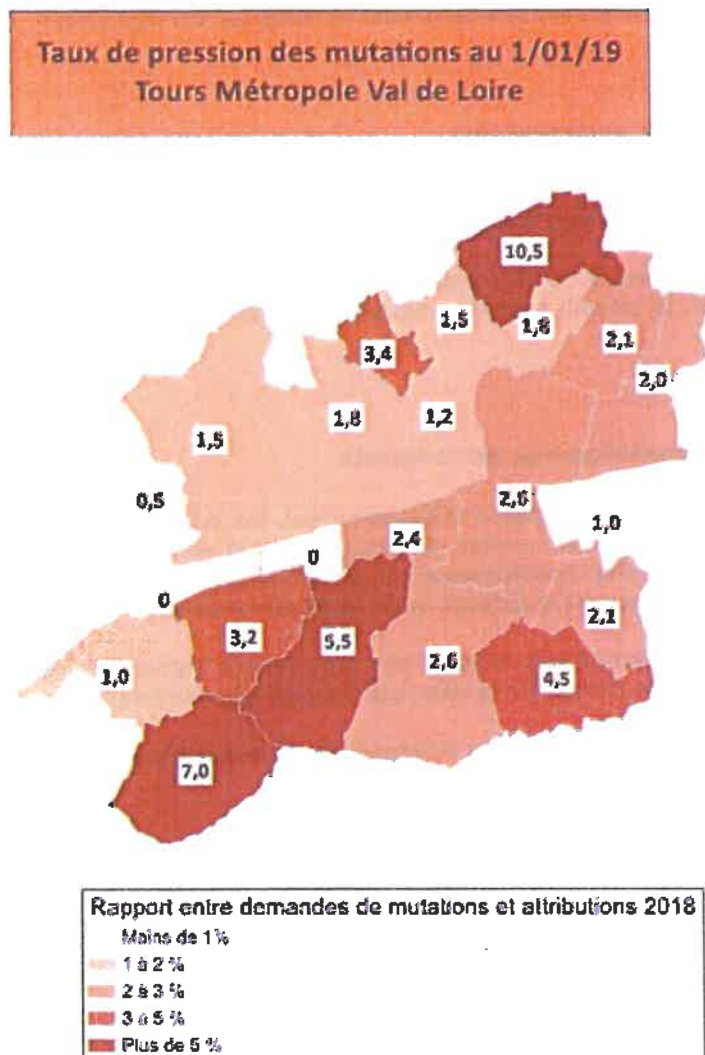 Taux de pression des mutations au 1/01/19
Tours Métropole Val de Loire
10,5
1,5
1,8
2,1
3,4
2,0
1,8
1,2
1,5
0,5
2,6
1,0
2,4
0
0
2,1
3,2
5,5
2,6
4,5
1,0
7,0
Rapport entre demandes de mutations et attributions 2018
Moins de 1%
1 à 2 %
2 à 3 %
3 à 5 %
Plus de 5 %